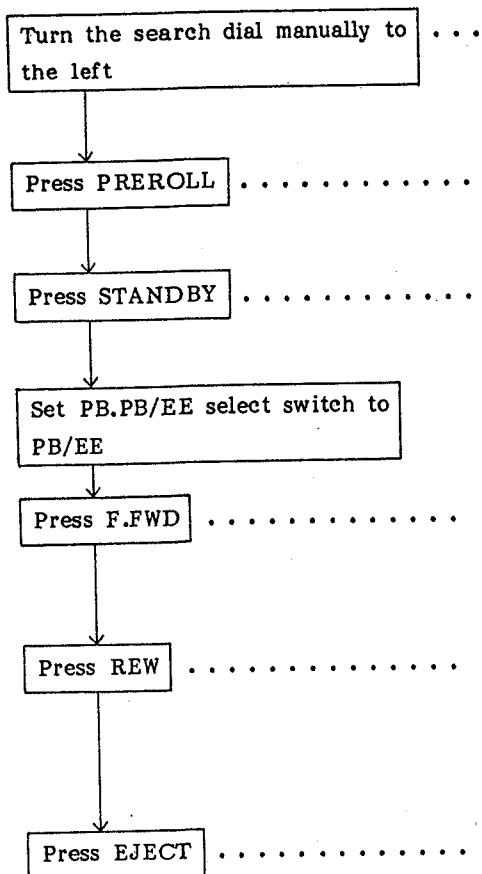 Turn the search dial manually to . . .
the left
Press PREROLL . . . . . . . . . . . .
Press STANDBY . . . . . . . . . . . .
Set PB.PB/EE select switch to
PB/EE
Press F.FWD . . . . . . . . . . . . .
Press REW . . . . . . . . . . . . . .
Press EJECT . . . . . . . . . . . . .